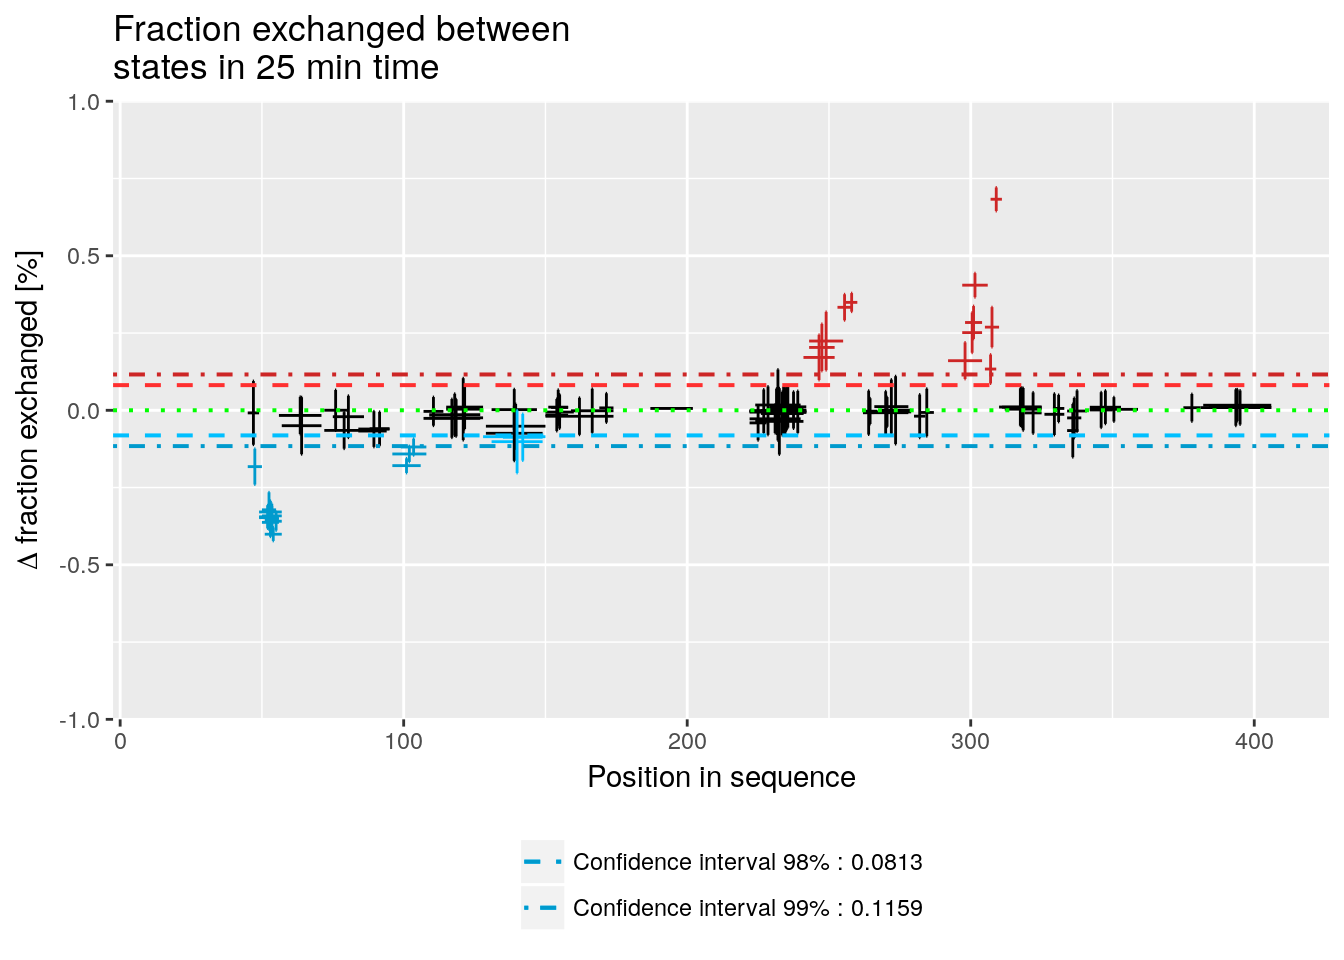 Fraction exchanged between
states in 25 min time
1.0
0.5
0.0
-0.5
-1.0
Δ fraction exchanged [%]
0 100 200 300 400
Position in sequence
Confidence interval 98% : 0.0813
Confidence interval 99% : 0.1159